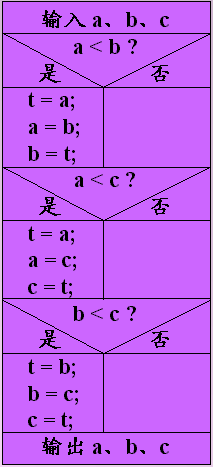 输入 a、b、c
a < b ?
是 否
t = a;
a = b;
b = t;
a < c ?
是 否
t = a;
a = c;
c = t;
b < c ?
是 否
t = b;
b = c;
c = t;
输出 a、b、c